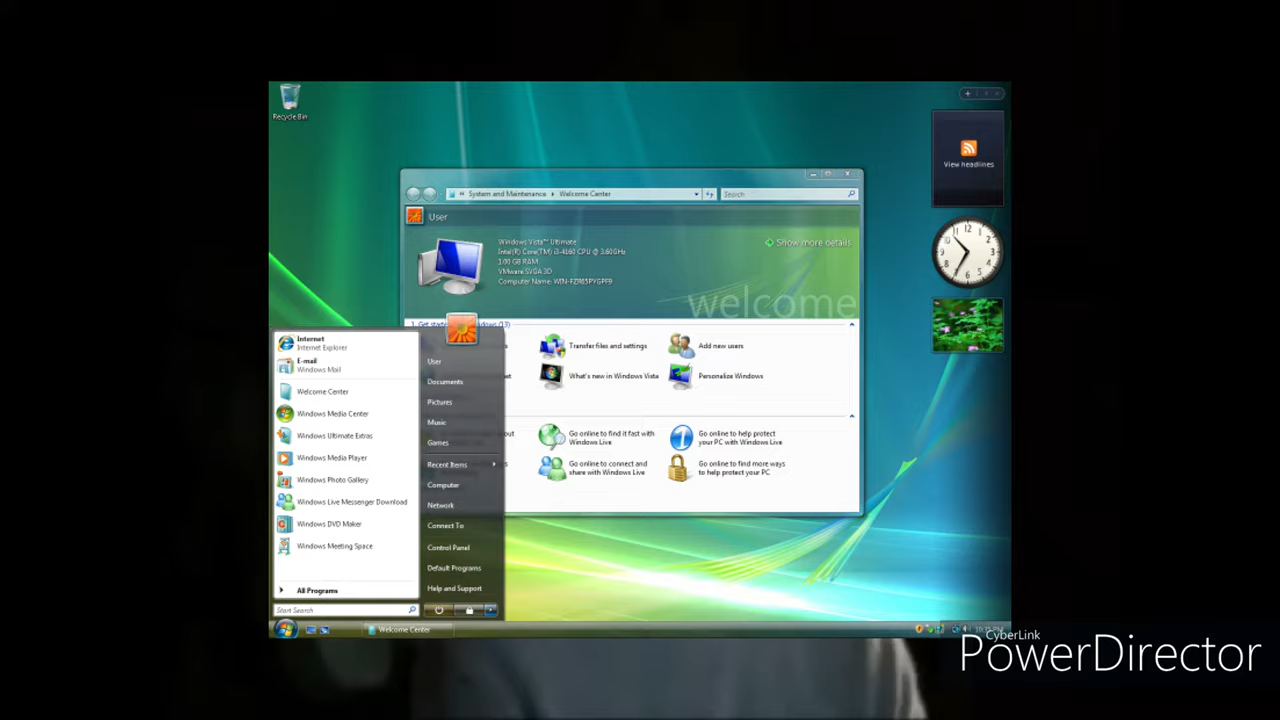 Recycle Bin
View headlines
System and Maintenance
Welcome Center
Search
User
Windows Vista™ Ultimate
Intel(R) Core(TM) i3-4160 CPU @ 3.60GHz
1.00 GB RAM
VMware SVGA 3D
Computer Name: WIN-FZR65PYGPF9
Show more details
welcome
Transfer files and settings
Add new users
What's new in Windows Vista
Personalize Windows
Go online to find it fast with
Windows Live
Go online to help protect
your PC with Windows Live
Go online to connect and
share with Windows Live
Go online to find more ways
to help protect your PC
Internet
Internet Explorer
E-mail
Windows Mail
Welcome Center
Windows Media Center
Windows Ultimate Extras
Windows Media Player
Windows Photo Gallery
Windows Live Messenger Download
Windows DVD Maker
Windows Meeting Space
All Programs
Start Search
User
Documents
Pictures
Music
Games
Recent Items
Computer
Network
Connect To
Control Panel
Default Programs
Help and Support
Welcome Center
CyberLink
PowerDirector